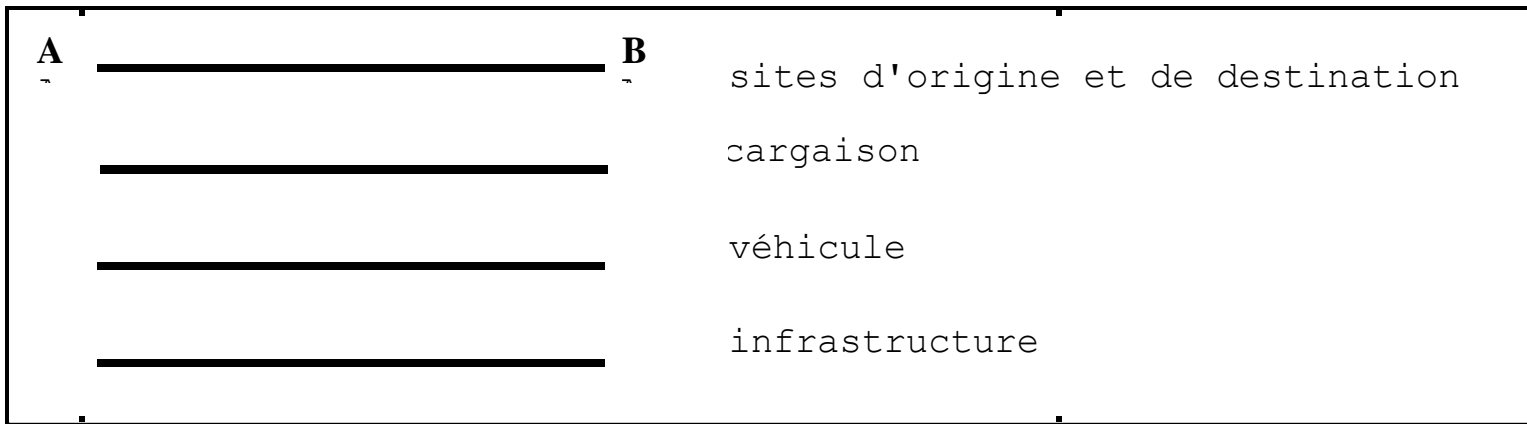 A B sites d'origine et de destination
cargaison
véhicule
infrastructure